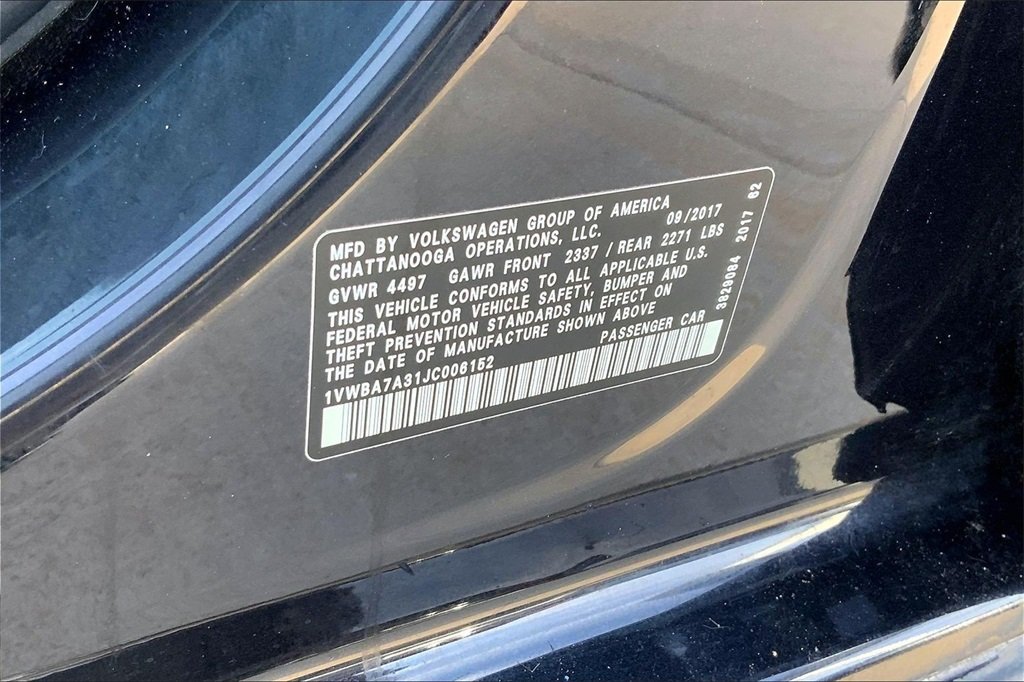 MFD BY VOLKSWAGEN GROUP OF AMERICA
CHATTANOOGA OPERATIONS, LLC. 09/2017
GVWR 4497 GAWR FRONT 2337 / REAR 2271 LBS
THIS VEHICLE CONFORMS TO ALL APPLICABLE U.S.
FEDERAL MOTOR VEHICLE SAFETY, BUMPER AND
THEFT PREVENTION STANDARDS IN EFFECT ON
THE DATE OF MANUFACTURE SHOWN ABOVE
1VWBA7A31JC006152 PASSENGER CAR
3829084 2017 62